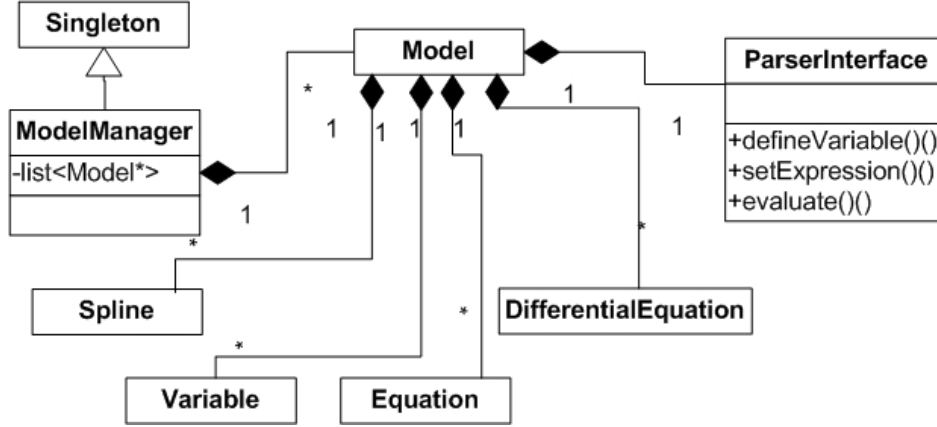 Singleton
Model
ParserInterface
*
1
1
1
1
1
1
ModelManager
-list<Model*>
+defineVariable()()
+setExpression()()
+evaluate()()
1
*
*
Spline
DifferentialEquation
*
*
Variable
Equation